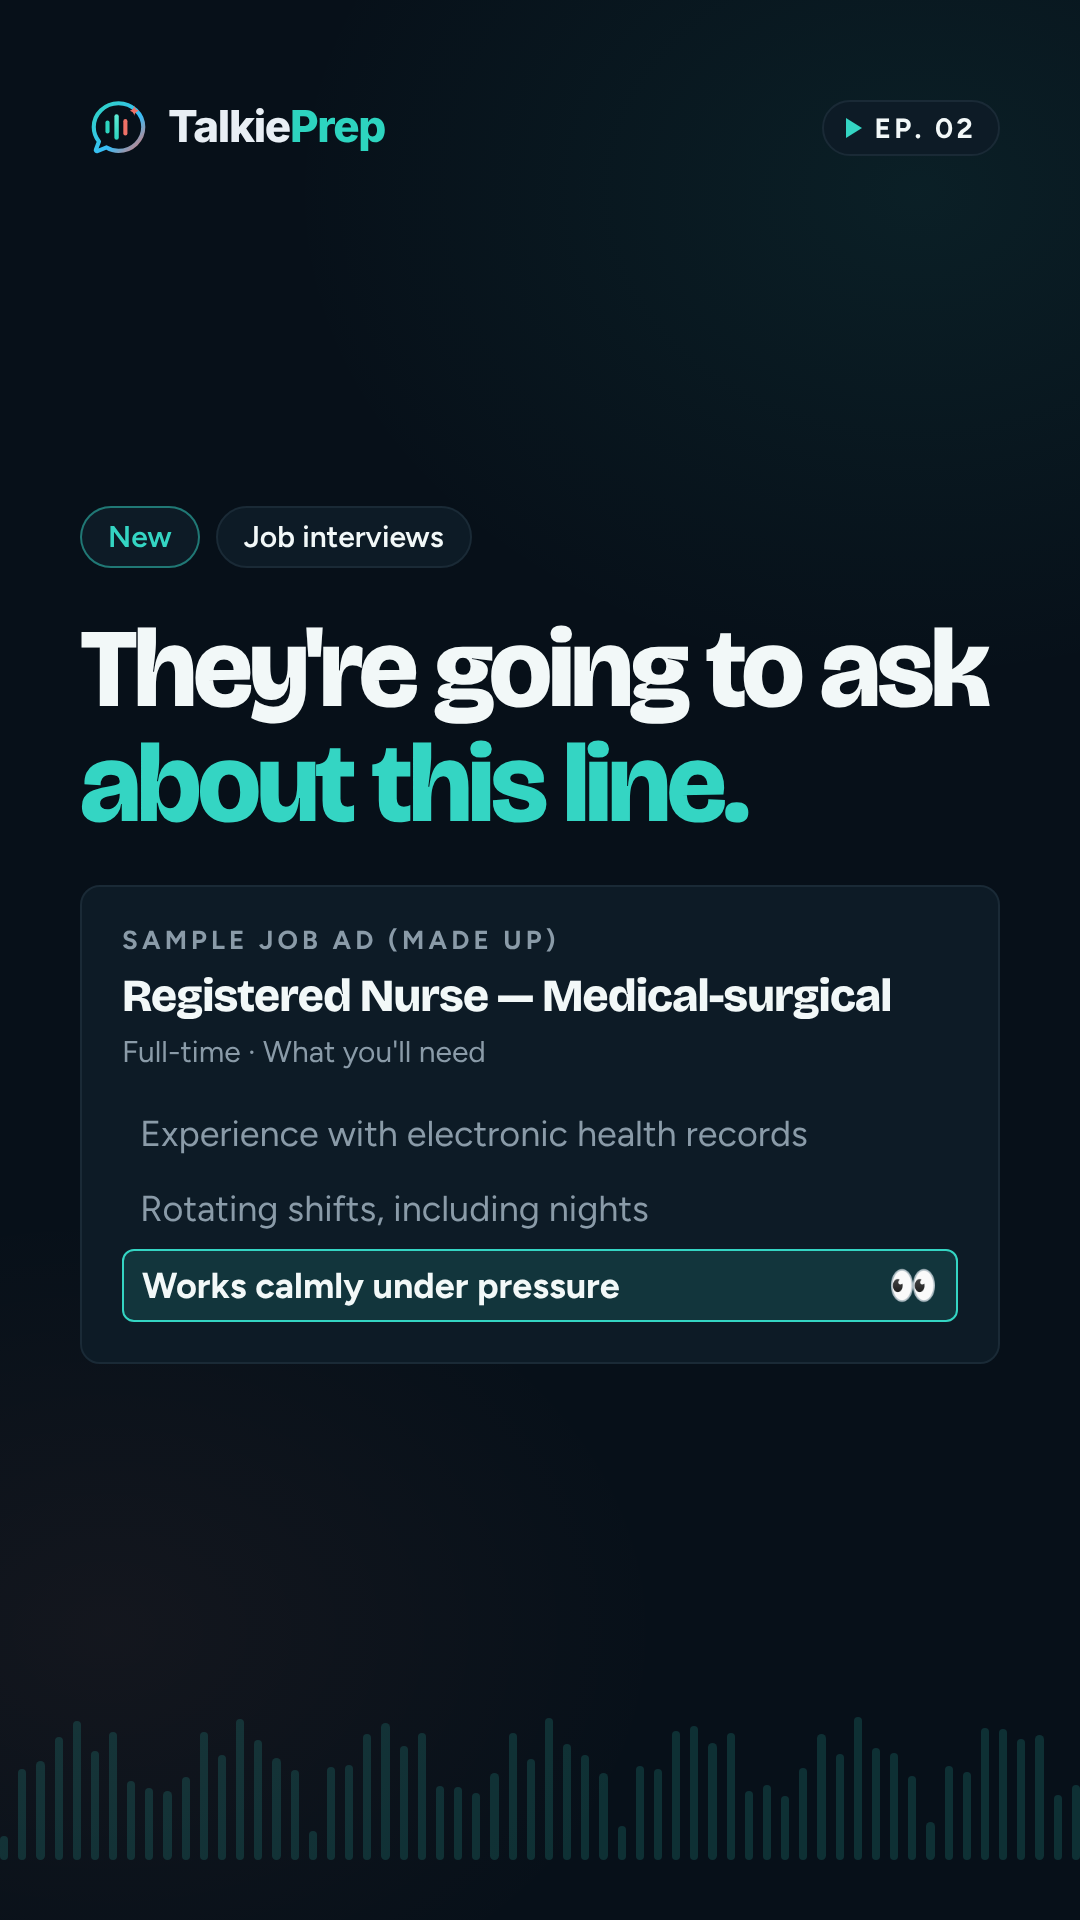 TalkiePrep
EP. 02
New
Job interviews
They're going to ask
about this line.
SAMPLE JOB AD (MADE UP)
Registered Nurse — Medical-surgical
Full-time · What you'll need
Experience with electronic health records
Rotating shifts, including nights
Works calmly under pressure 👀